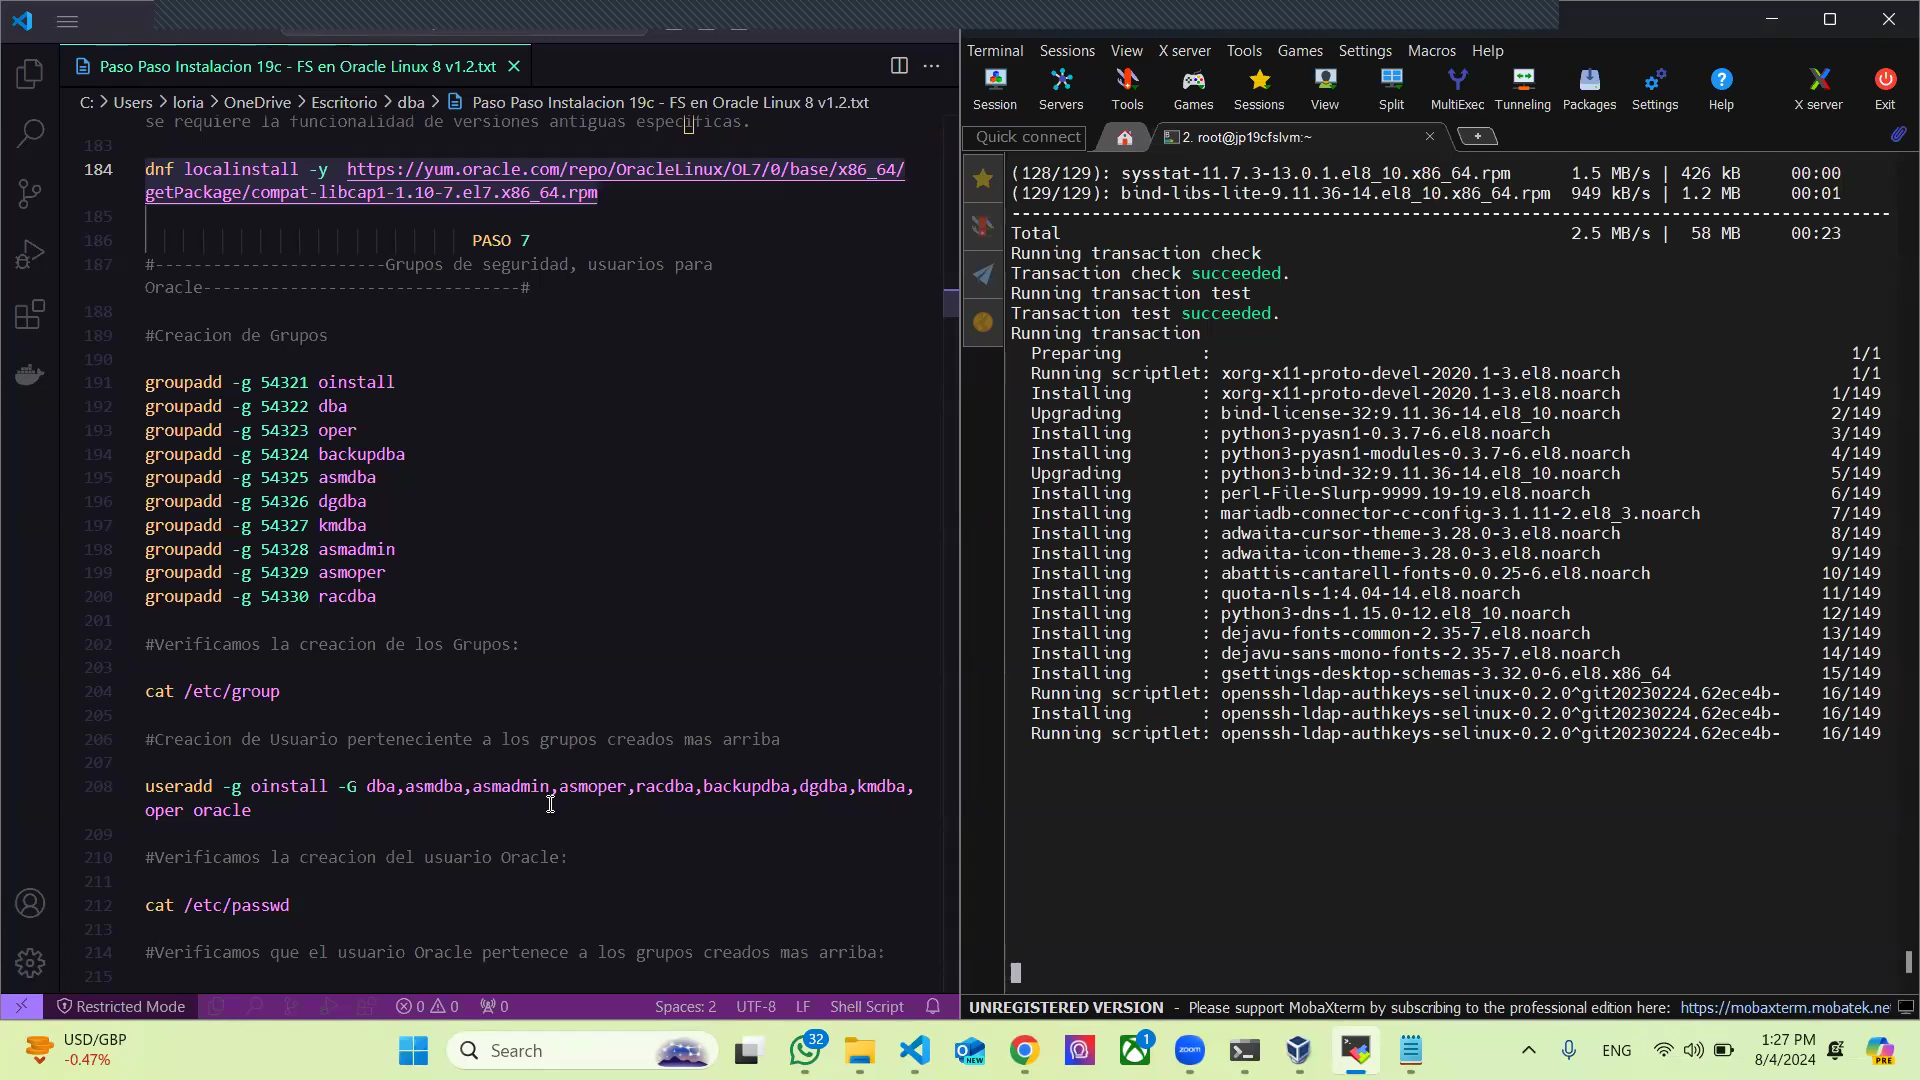 Paso Paso Instalacion 19c - FS en Oracle Linux 8 v1.2.txt
C: > Users > loria > OneDrive > Escritorio > dba > Paso Paso Instalacion 19c - FS en Oracle Linux 8 v1.2.txt
se requiere la funcionalidad de versiones antiguas especificas.
183
184 dnf localinstall -y https://yum.oracle.com/repo/OracleLinux/OL7/0/base/x86_64/
getPackage/compat-libcap1-1.10-7.el7.x86_64.rpm
185
186 PASO 7
187 #------------------------Grupos de seguridad, usuarios para
Oracle---------------------------------#
188
189 #Creacion de Grupos
190
191 groupadd -g 54321 oinstall
192 groupadd -g 54322 dba
193 groupadd -g 54323 oper
194 groupadd -g 54324 backupdba
195 groupadd -g 54325 asmdba
196 groupadd -g 54326 dgdba
197 groupadd -g 54327 kmdba
198 groupadd -g 54328 asmadmin
199 groupadd -g 54329 asmoper
200 groupadd -g 54330 racdba
201
202 #Verificamos la creacion de los Grupos:
203
204 cat /etc/group
205
206 #Creacion de Usuario perteneciente a los grupos creados mas arriba
207
208 useradd -g oinstall -G dba,asmdba,asmadmin,asmoper,racdba,backupdba,dgdba,kmdba,
oper oracle
209
210 #Verificamos la creacion del usuario Oracle:
211
212 cat /etc/passwd
213
214 #Verificamos que el usuario Oracle pertenece a los grupos creados mas arriba:
215
Restricted Mode 0 0 0 Spaces: 2 UTF-8 LF Shell Script
Terminal Sessions View X server Tools Games Settings Macros Help
Session Servers Tools Games Sessions View Split MultiExec Tunneling Packages Settings Help X server Exit
Quick connect 2. root@jp19cfslvm:~
(128/129): sysstat-11.7.3-13.0.1.el8_10.x86_64.rpm 1.5 MB/s | 426 kB 00:00
(129/129): bind-libs-lite-9.11.36-14.el8_10.x86_64.rpm 949 kB/s | 1.2 MB 00:01
----------------------------------------------------------------------------------------
Total 2.5 MB/s | 58 MB 00:23
Running transaction check
Transaction check succeeded.
Running transaction test
Transaction test succeeded.
Running transaction
Preparing : 1/1
Running scriptlet: xorg-x11-proto-devel-2020.1-3.el8.noarch 1/1
Installing : xorg-x11-proto-devel-2020.1-3.el8.noarch 1/149
Upgrading : bind-license-32:9.11.36-14.el8_10.noarch 2/149
Installing : python3-pyasn1-0.3.7-6.el8.noarch 3/149
Installing : python3-pyasn1-modules-0.3.7-6.el8.noarch 4/149
Upgrading : python3-bind-32:9.11.36-14.el8_10.noarch 5/149
Installing : perl-File-Slurp-9999.19-19.el8.noarch 6/149
Installing : mariadb-connector-c-config-3.1.11-2.el8_3.noarch 7/149
Installing : adwaita-cursor-theme-3.28.0-3.el8.noarch 8/149
Installing : adwaita-icon-theme-3.28.0-3.el8.noarch 9/149
Installing : abattis-cantarell-fonts-0.0.25-6.el8.noarch 10/149
Installing : quota-nls-1:4.04-14.el8.noarch 11/149
Installing : python3-dns-1.15.0-12.el8_10.noarch 12/149
Installing : dejavu-fonts-common-2.35-7.el8.noarch 13/149
Installing : dejavu-sans-mono-fonts-2.35-7.el8.noarch 14/149
Installing : gsettings-desktop-schemas-3.32.0-6.el8.x86_64 15/149
Running scriptlet: openssh-ldap-authkeys-selinux-0.2.0^git20230224.62ece4b- 16/149
Installing : openssh-ldap-authkeys-selinux-0.2.0^git20230224.62ece4b- 16/149
Running scriptlet: openssh-ldap-authkeys-selinux-0.2.0^git20230224.62ece4b- 16/149
UNREGISTERED VERSION - Please support MobaXterm by subscribing to the professional edition here: https://mobaxterm.mobatek.ne
USD/GBP
-0.47%
Search
32
NEW
1
zoom
ENG
1:27 PM
8/4/2024
PRE